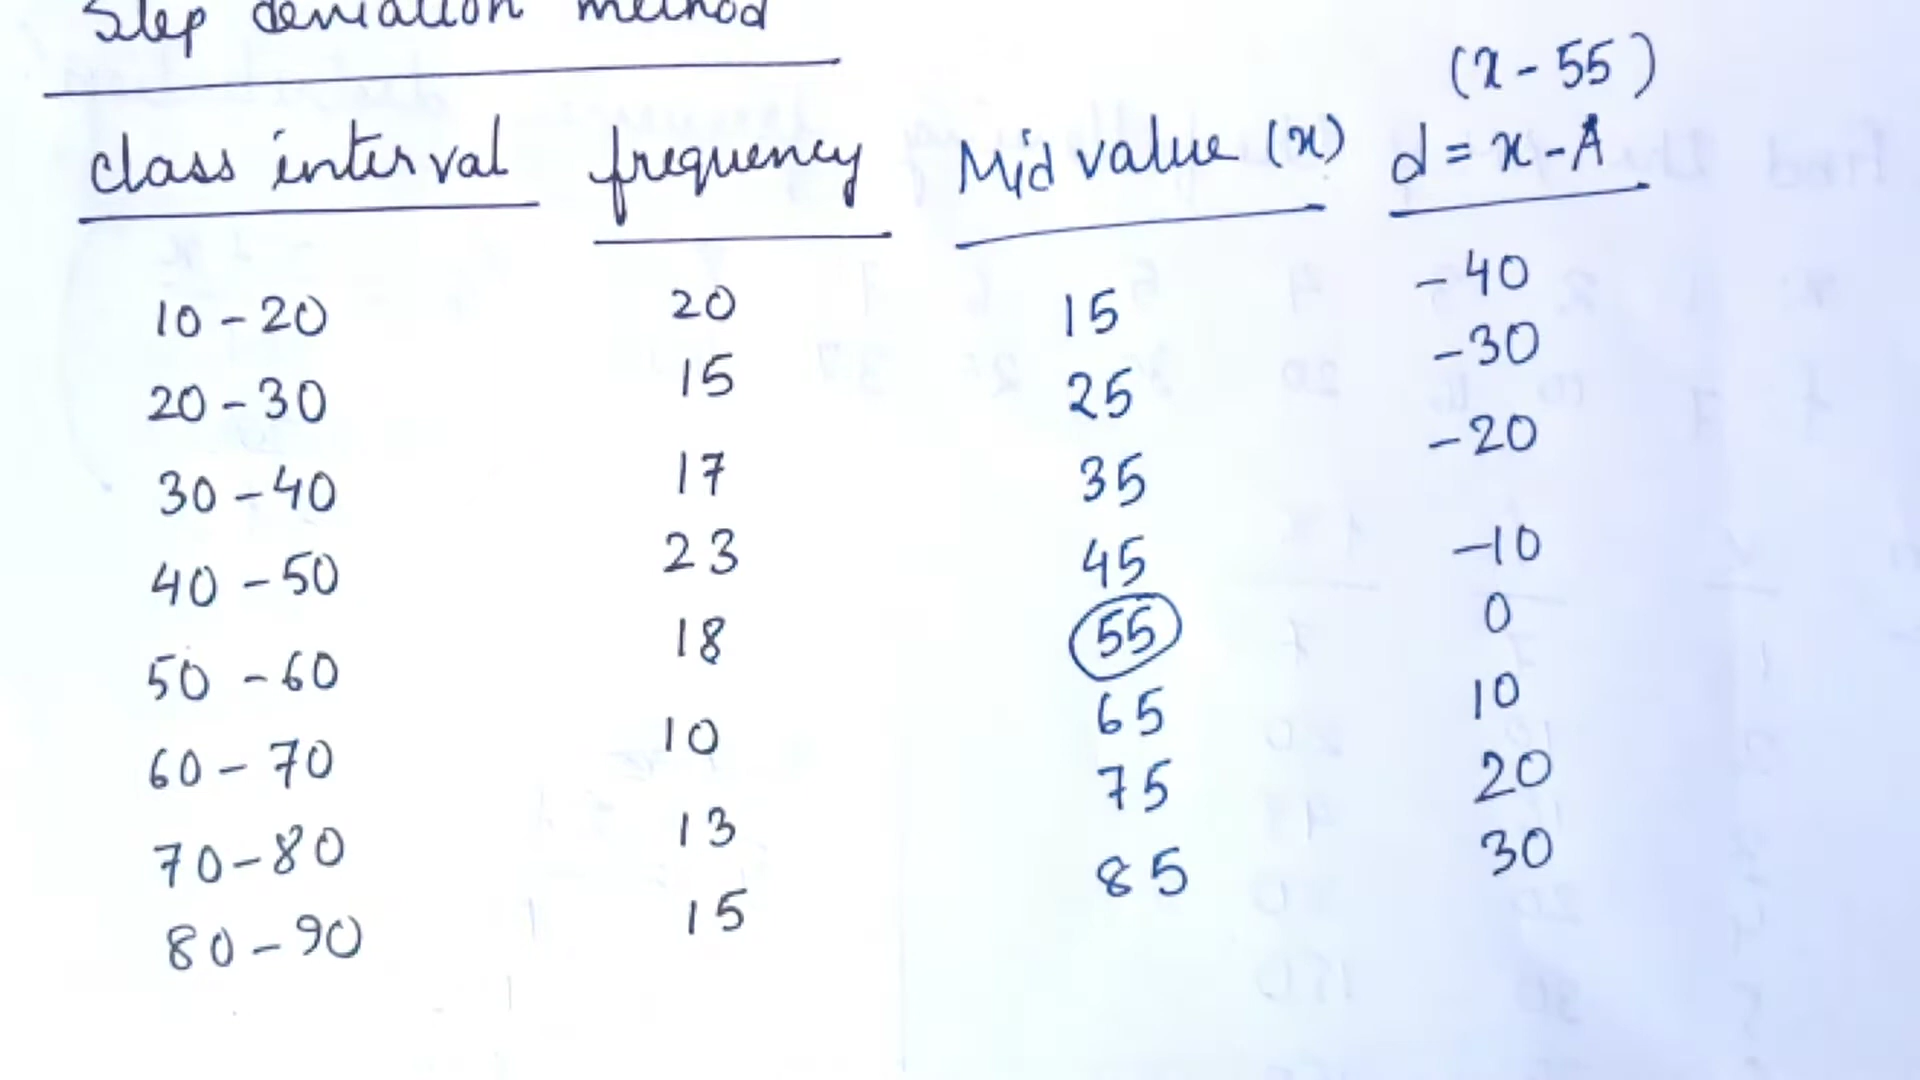 Step deviation method
(x - 55)
class interval frequency Mid value (x) d = x - A
10 - 20 20 15 - 40
20 - 30 15 25 - 30
30 - 40 17 35 - 20
40 - 50 23 45 - 10
50 - 60 18 55 0
60 - 70 10 65 10
70 - 80 13 75 20
80 - 90 15 85 30